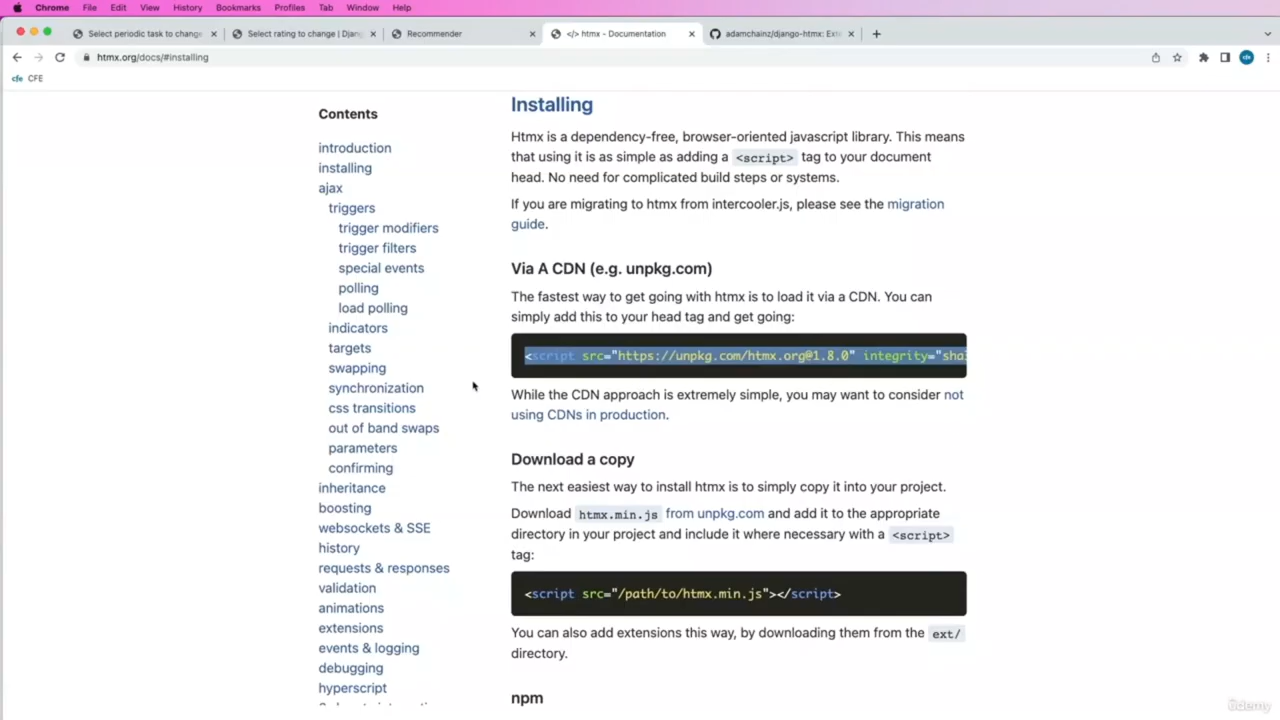 Chrome File Edit View History Bookmarks Profiles Tab Window Help
Select periodic task to change Select rating to change | Djan Recommender </> htmx - Documentation adamchainz/django-htmx: Ext
htmx.org/docs/#installing
cfe CFE
Contents
introduction
installing
ajax
triggers
trigger modifiers
trigger filters
special events
polling
load polling
indicators
targets
swapping
synchronization
css transitions
out of band swaps
parameters
confirming
inheritance
boosting
websockets & SSE
history
requests & responses
validation
animations
extensions
events & logging
debugging
hyperscript
Installing
Htmx is a dependency-free, browser-oriented javascript library. This means
that using it is as simple as adding a <script> tag to your document
head. No need for complicated build steps or systems.
If you are migrating to htmx from intercooler.js, please see the migration
guide.
Via A CDN (e.g. unpkg.com)
The fastest way to get going with htmx is to load it via a CDN. You can
simply add this to your head tag and get going:
<script src="https://unpkg.com/htmx.org@1.8.0" integrity="sha3
While the CDN approach is extremely simple, you may want to consider not
using CDNs in production.
Download a copy
The next easiest way to install htmx is to simply copy it into your project.
Download htmx.min.js from unpkg.com and add it to the appropriate
directory in your project and include it where necessary with a <script>
tag:
<script src="/path/to/htmx.min.js"></script>
You can also add extensions this way, by downloading them from the ext/
directory.
npm
ûdemy